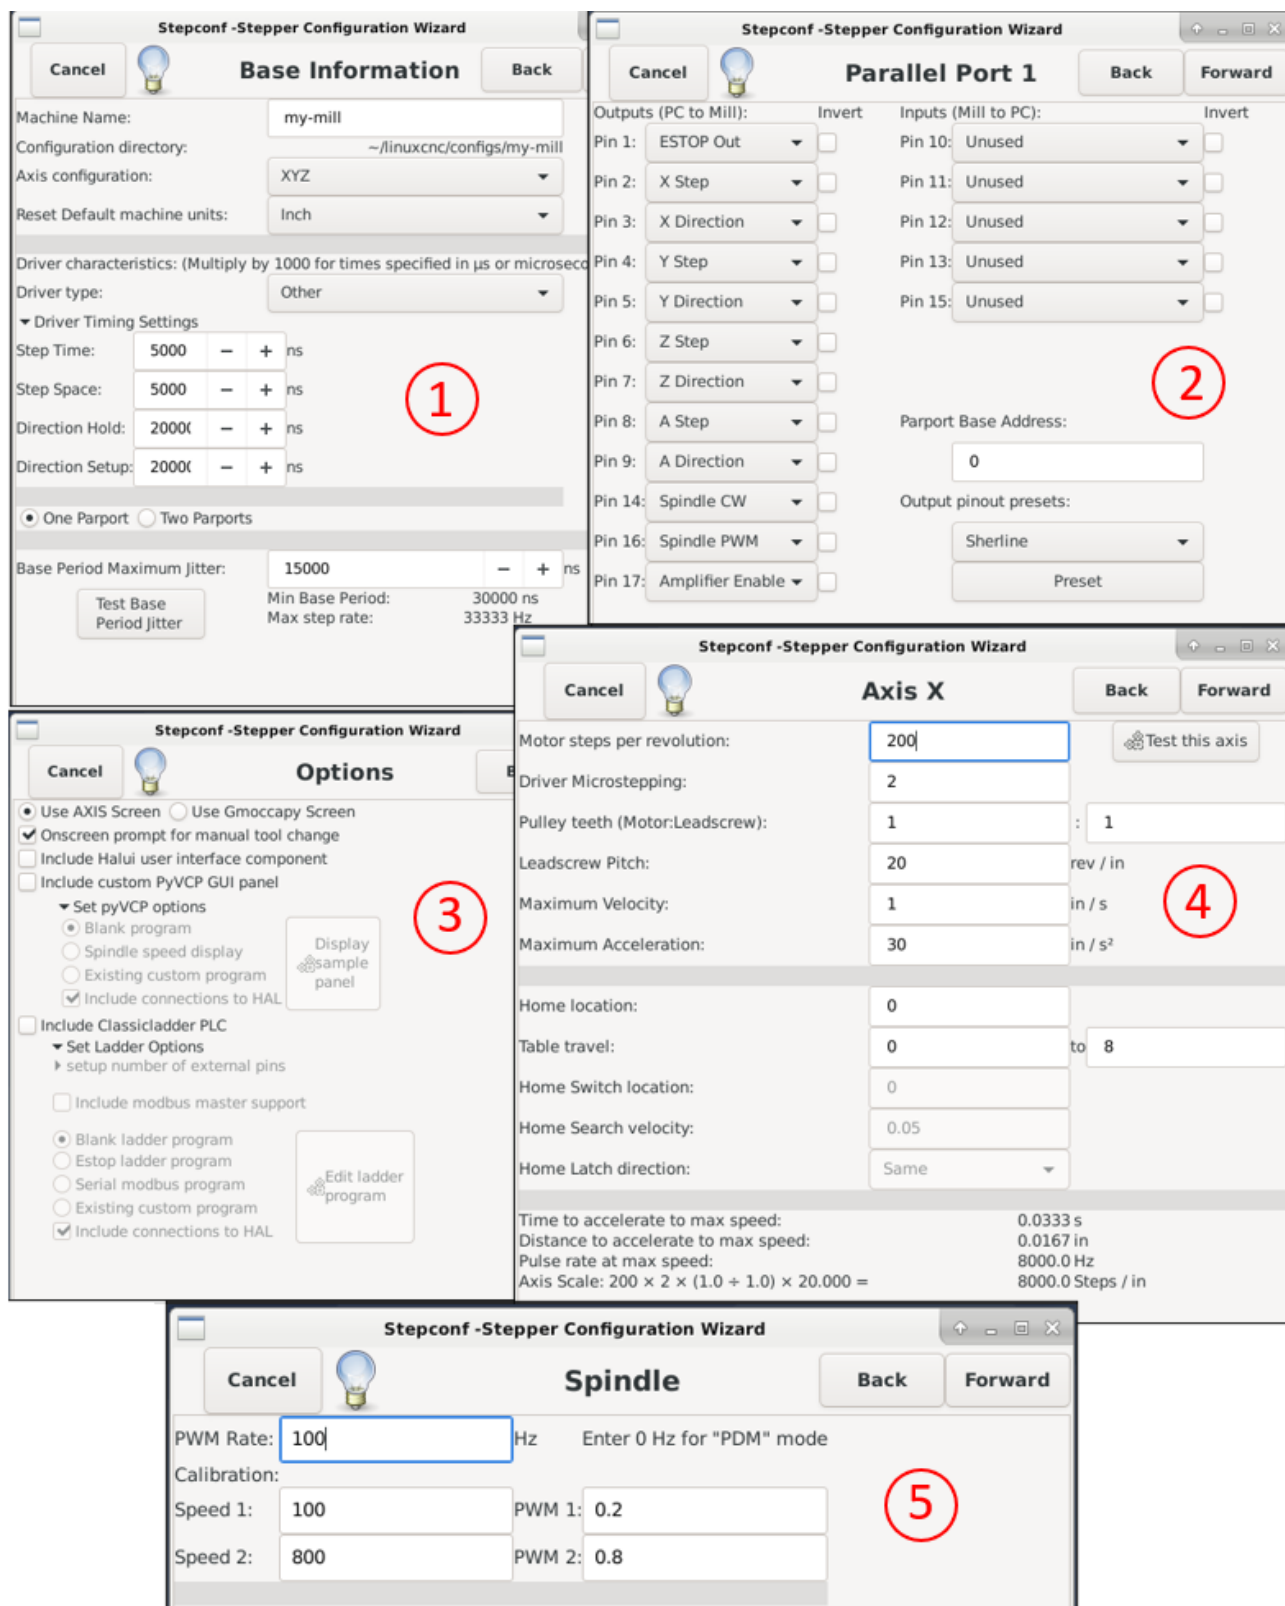 Stepconf -Stepper Configuration Wizard
Cancel Base Information Back
Machine Name: my-mill
Configuration directory: ~/linuxcnc/configs/my-mill
Axis configuration: XYZ
Reset Default machine units: Inch
Driver characteristics: (Multiply by 1000 for times specified in µs or microsec
Driver type: Other
Driver Timing Settings
Step Time: 5000 − + ns
Step Space: 5000 − + ns
Direction Hold: 2000 − + ns
Direction Setup: 2000 − + ns
One Parport Two Parports
Base Period Maximum Jitter: 15000 − + ns
Test Base
Period Jitter
Min Base Period: 30000 ns
Max step rate: 33333 Hz
1
Stepconf -Stepper Configuration Wizard
Cancel Parallel Port 1 Back Forward
Outputs (PC to Mill): Invert Inputs (Mill to PC): Invert
Pin 1: ESTOP Out Pin 10: Unused
Pin 2: X Step Pin 11: Unused
Pin 3: X Direction Pin 12: Unused
Pin 4: Y Step Pin 13: Unused
Pin 5: Y Direction Pin 15: Unused
Pin 6: Z Step
Pin 7: Z Direction
Pin 8: A Step Parport Base Address:
Pin 9: A Direction 0
Pin 14: Spindle CW Output pinout presets:
Pin 16: Spindle PWM Sherline
Pin 17: Amplifier Enable Preset
2
Stepconf -Stepper Configuration Wizard
Cancel Options B
Use AXIS Screen Use Gmoccapy Screen
Onscreen prompt for manual tool change
Include Halui user interface component
Include custom PyVCP GUI panel
Set pyVCP options
Blank program
Spindle speed display
Existing custom program
Include connections to HAL
Display
sample
panel
Include Classicladder PLC
Set Ladder Options
setup number of external pins
Include modbus master support
Blank ladder program
Estop ladder program
Serial modbus program
Existing custom program
Include connections to HAL
Edit ladder
program
3
Stepconf -Stepper Configuration Wizard
Cancel Axis X Back Forward
Motor steps per revolution: 200 Test this axis
Driver Microstepping: 2
Pulley teeth (Motor:Leadscrew): 1 : 1
Leadscrew Pitch: 20 rev / in
Maximum Velocity: 1 in / s
Maximum Acceleration: 30 in / s²
Home location: 0
Table travel: 0 to 8
Home Switch location: 0
Home Search velocity: 0.05
Home Latch direction: Same
Time to accelerate to max speed: 0.0333 s
Distance to accelerate to max speed: 0.0167 in
Pulse rate at max speed: 8000.0 Hz
Axis Scale: 200 × 2 × (1.0 ÷ 1.0) × 20.000 = 8000.0 Steps / in
4
Stepconf -Stepper Configuration Wizard
Cancel Spindle Back Forward
PWM Rate: 100 Hz Enter 0 Hz for "PDM" mode
Calibration:
Speed 1: 100 PWM 1: 0.2
Speed 2: 800 PWM 2: 0.8
5